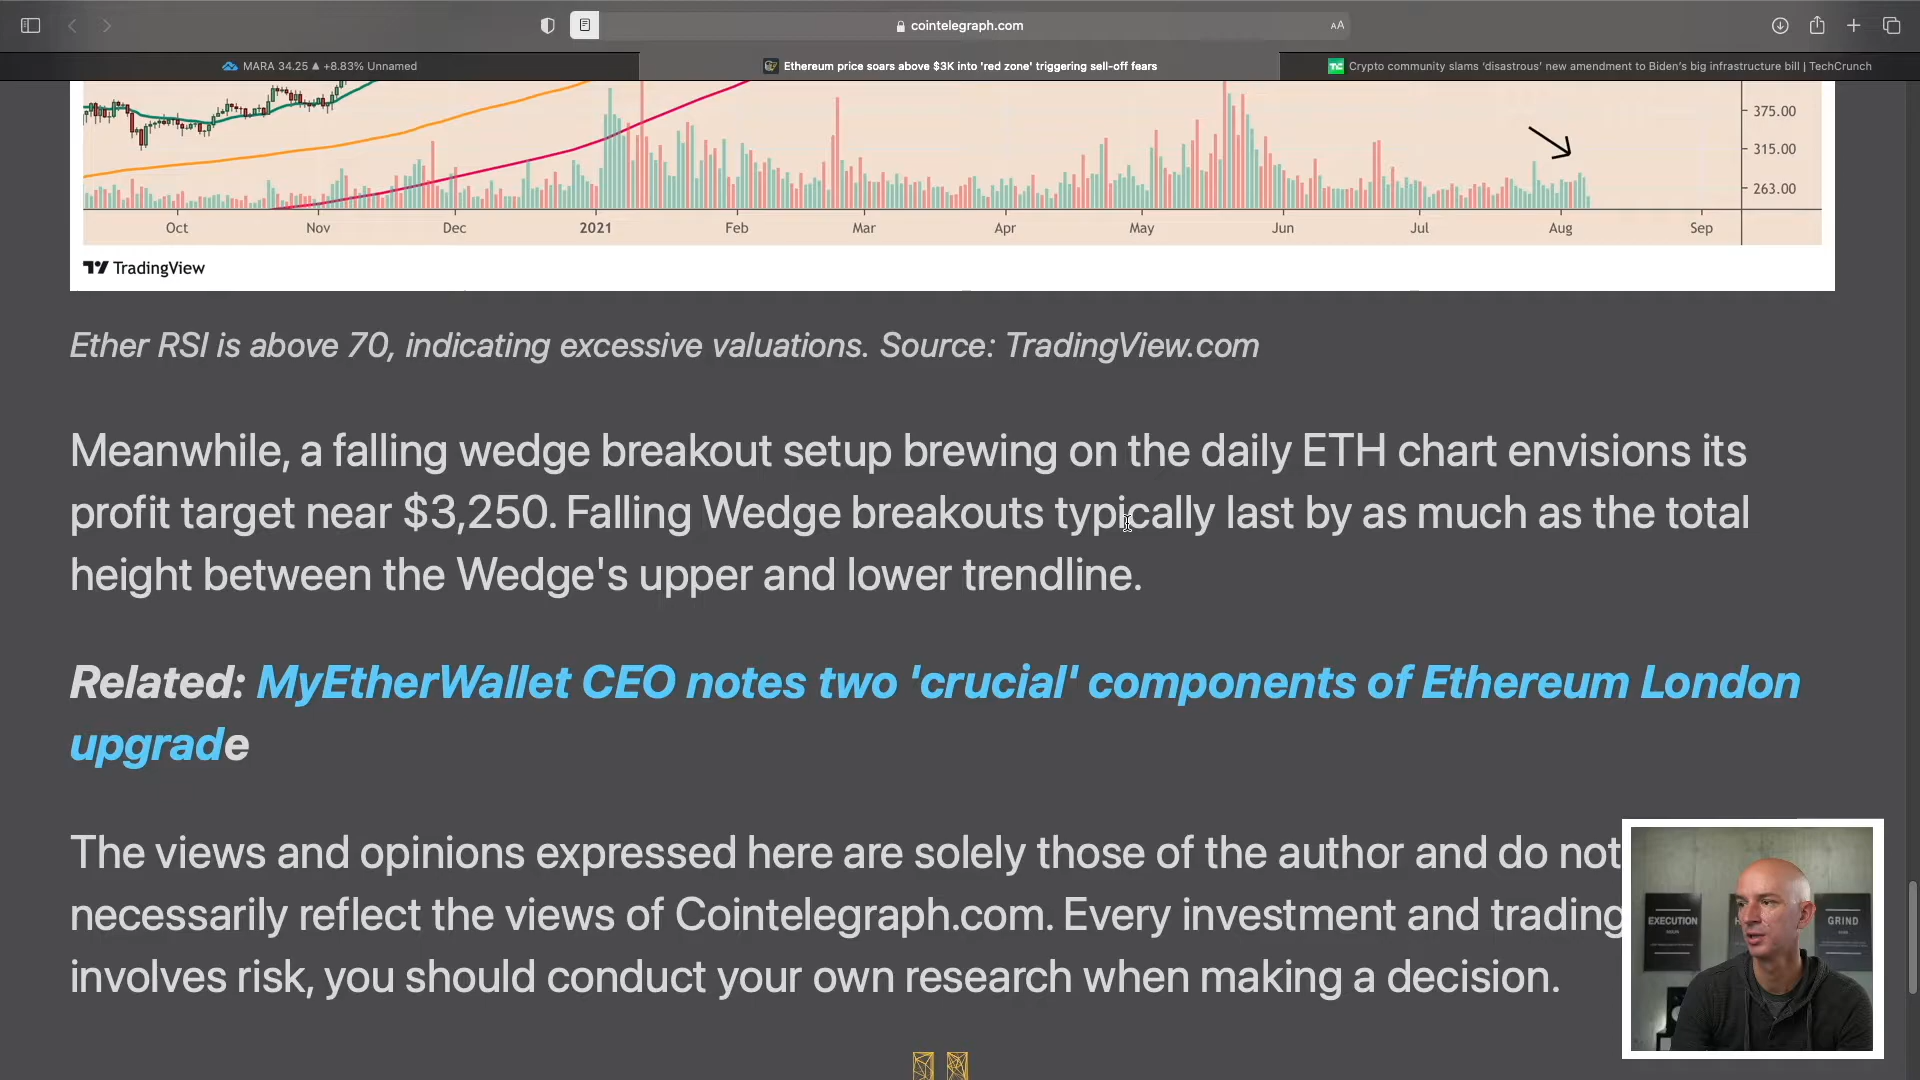 cointelegraph.com
AA
MARA 34.25 ▲ +8.83% Unnamed
Ethereum price soars above $3K into 'red zone' triggering sell-off fears
Crypto community slams 'disastrous' new amendment to Biden's big infrastructure bill | TechCrunch
375.00
315.00
263.00
Oct Nov Dec 2021 Feb Mar Apr May Jun Jul Aug Sep
TradingView
Ether RSI is above 70, indicating excessive valuations. Source: TradingView.com
Meanwhile, a falling wedge breakout setup brewing on the daily ETH chart envisions its
profit target near $3,250. Falling Wedge breakouts typically last by as much as the total
height between the Wedge's upper and lower trendline.
Related: MyEtherWallet CEO notes two 'crucial' components of Ethereum London
upgrade
The views and opinions expressed here are solely those of the author and do not
necessarily reflect the views of Cointelegraph.com. Every investment and trading
involves risk, you should conduct your own research when making a decision.
EXECUTION
GRIND